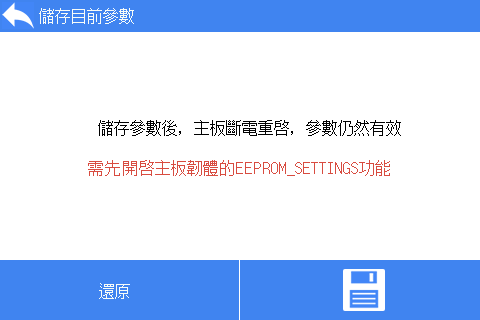 儲存目前參數
儲存參數後，主板斷電重啓，參數仍然有效
需先開啓主板韌體的EEPROM_SETTINGS功能
還原